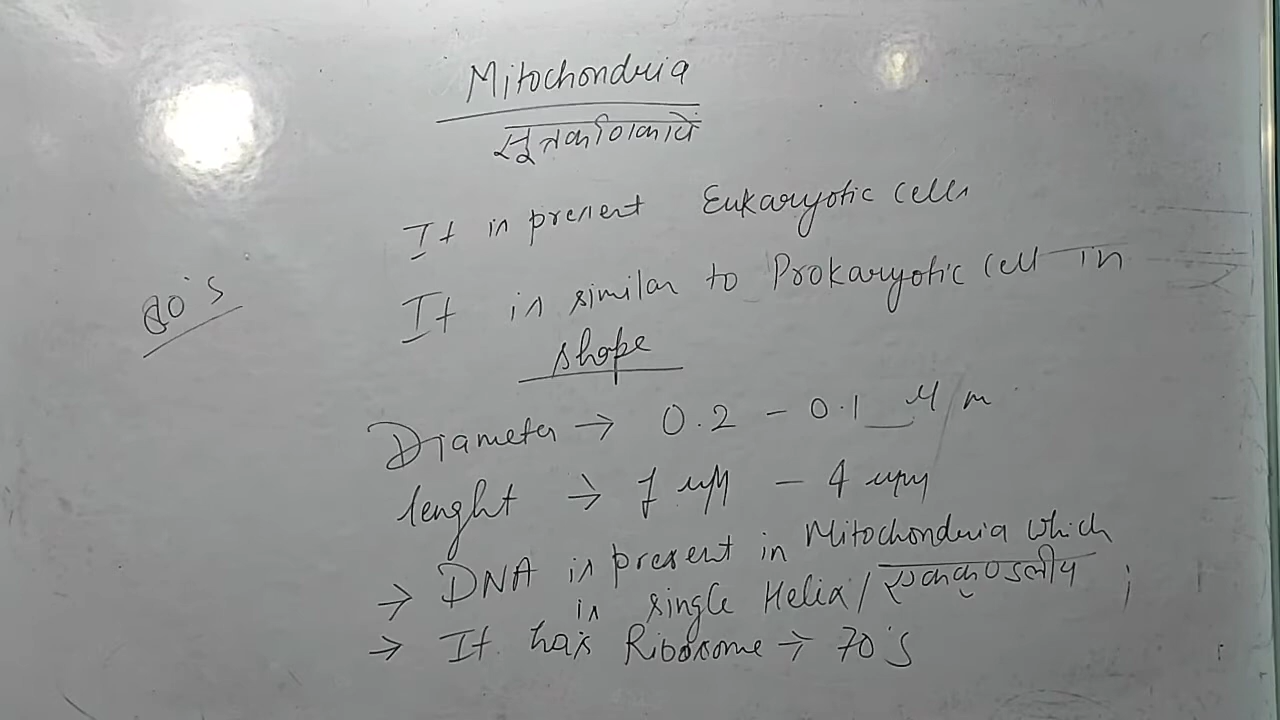 Mitochondria
सूत्रकणिकायें
It is present Eukaryotic cells
80's
It is similar to Prokaryotic cell in
shape
Diameter → 0.2 - 0.1 μm
lenght → 1 μm - 4 μm
→ DNA is present in Mitochondria which
is single Helix / एककुण्डलीय ;
→ It has Ribosome → 70's